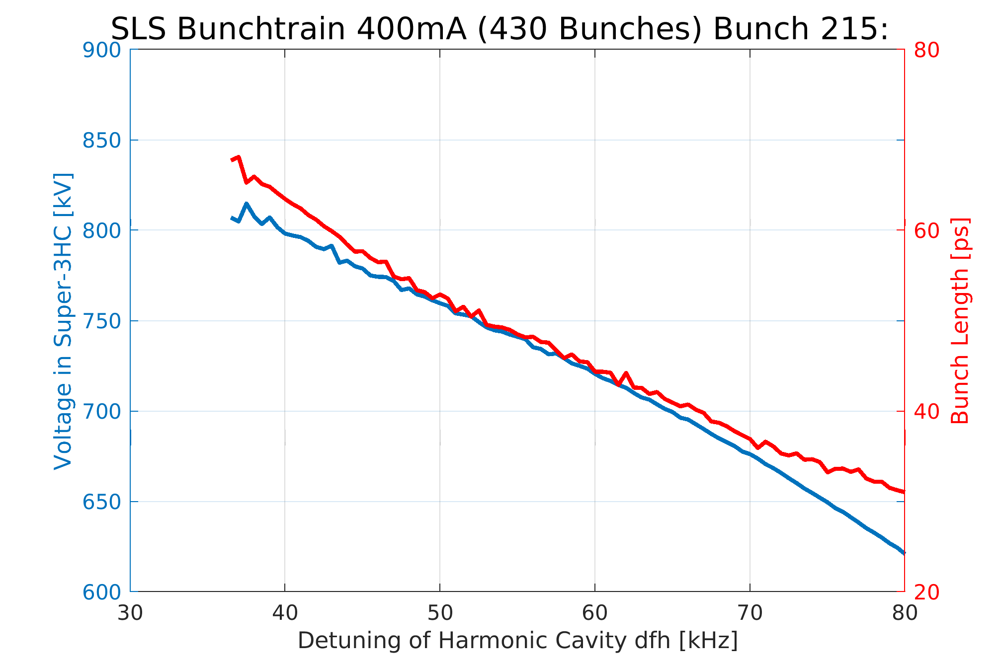 SLS Bunchtrain 400mA (430 Bunches) Bunch 215:
900
850
800
750
700
650
600
Voltage in Super-3HC [kV]
80
60
40
20
Bunch Length [ps]
30 40 50 60 70 80
Detuning of Harmonic Cavity dfh [kHz]